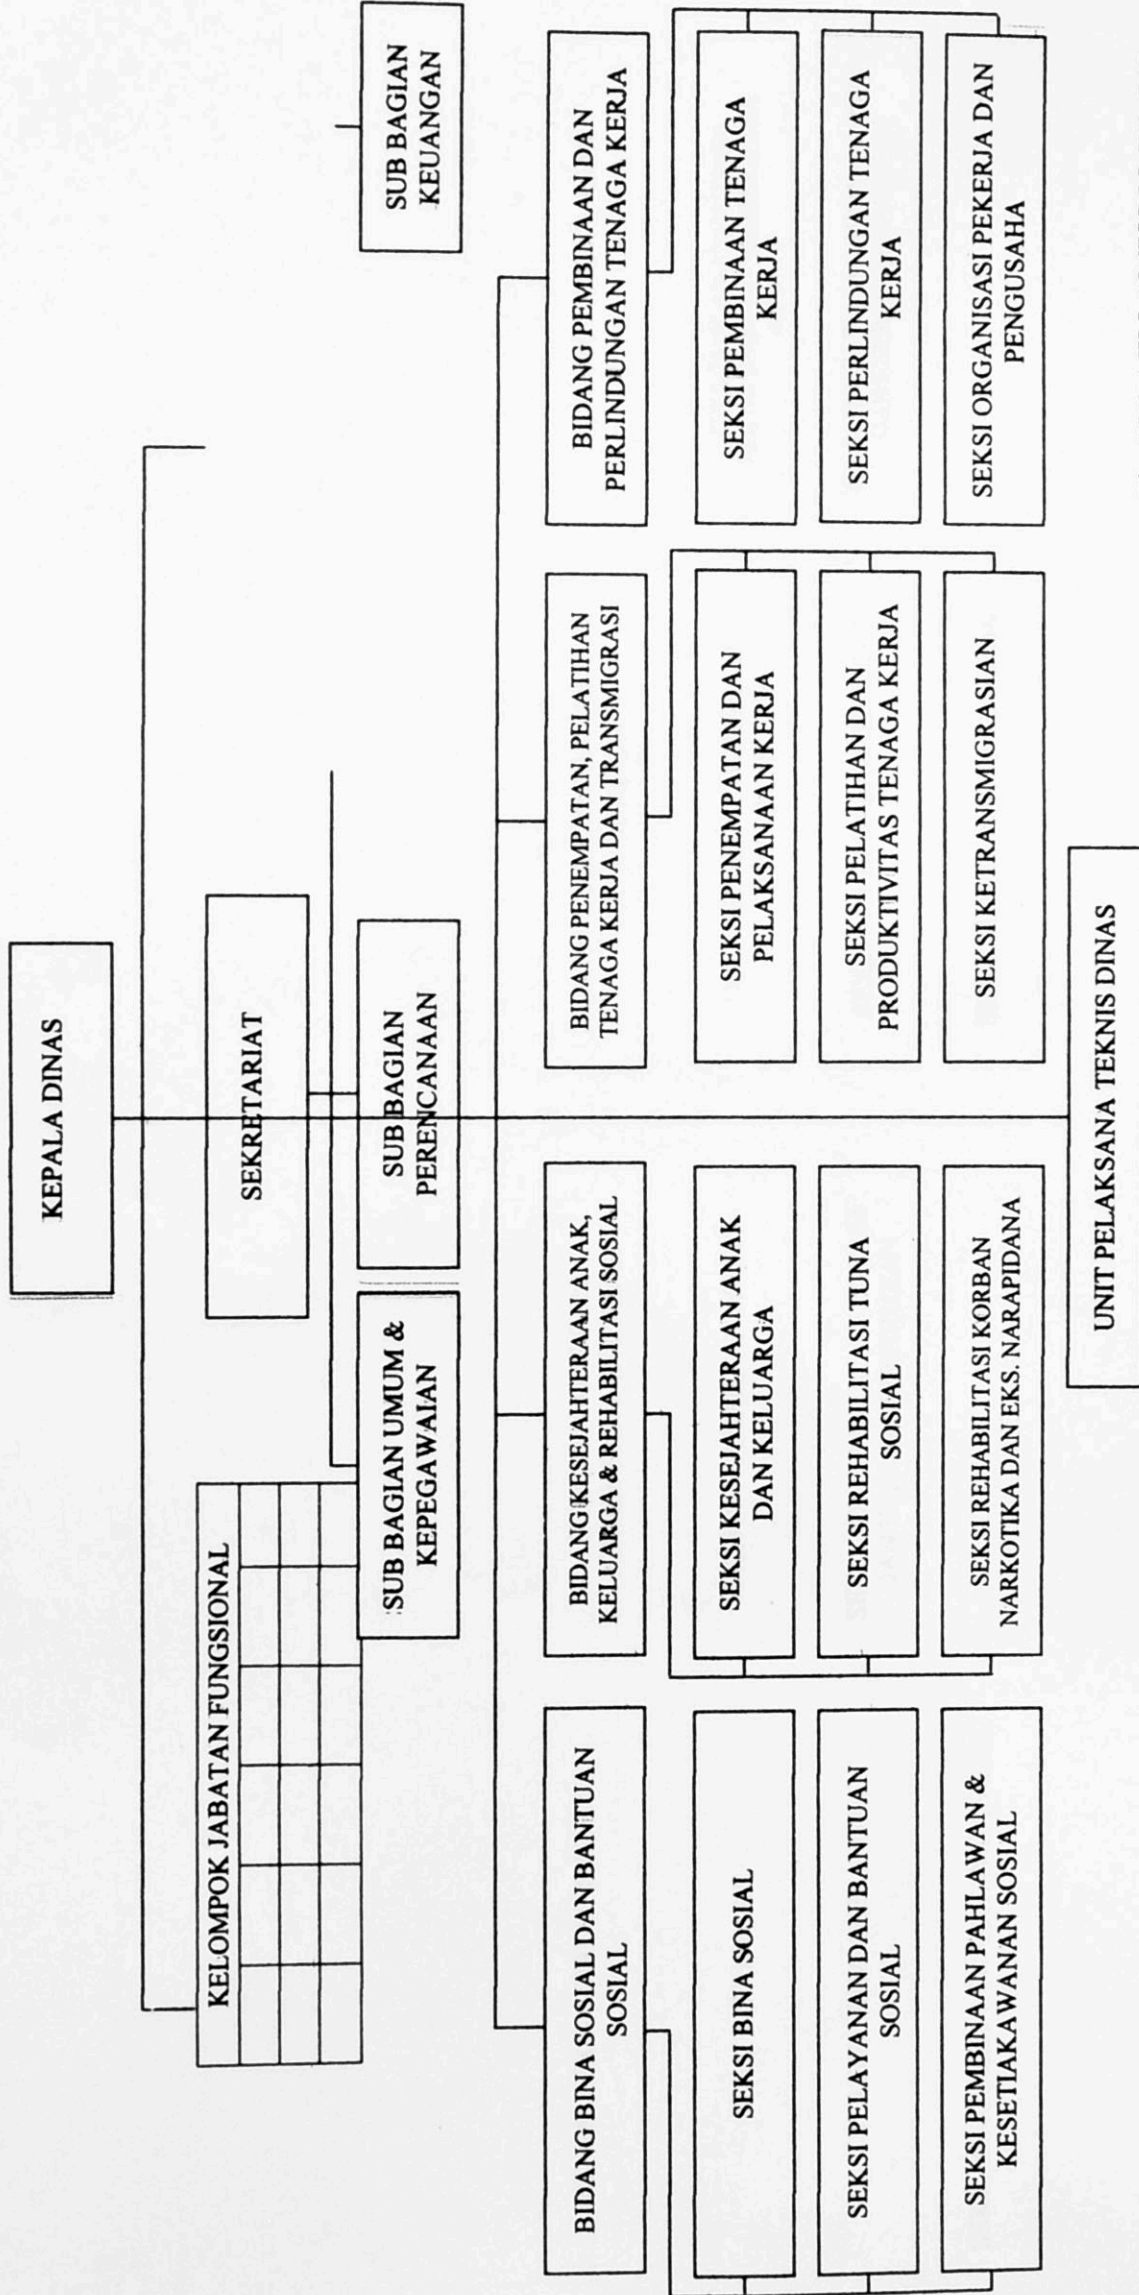 KEPALA DINAS
KELOMPOK JABATAN FUNGSIONAL
SEKRETARIAT
SUB BAGIAN UMUM &
KEPEGAWAIAN
SUB BAGIAN
PERENCANAAN
SUB BAGIAN
KEUANGAN
BIDANG BINA SOSIAL DAN BANTUAN
SOSIAL
SEKSI BINA SOSIAL
SEKSI PELAYANAN DAN BANTUAN
SOSIAL
SEKSI PEMBINAAN PAHLAWAN &
KESETIAKAWANAN SOSIAL
BIDANG KESEJAHTERAAN ANAK,
KELUARGA & REHABILITASI SOSIAL
SEKSI KESEJAHTERAAN ANAK
DAN KELUARGA
SEKSI REHABILITASI TUNA
SOSIAL
SEKSI REHABILITASI KORBAN
NARKOTIKA DAN EKS. NARAPIDANA
BIDANG PENEMPATAN, PELATIHAN
TENAGA KERJA DAN TRANSMIGRASI
SEKSI PENEMPATAN DAN
PELAKSANAAN KERJA
SEKSI PELATIHAN DAN
PRODUKTIVITAS TENAGA KERJA
SEKSI KETRANSMIGRASIAN
BIDANG PEMBINAAN DAN
PERLINDUNGAN TENAGA KERJA
SEKSI PEMBINAAN TENAGA
KERJA
SEKSI PERLINDUNGAN TENAGA
KERJA
SEKSI ORGANISASI PEKERJA DAN
PENGUSAHA
UNIT PELAKSANA TEKNIS DINAS